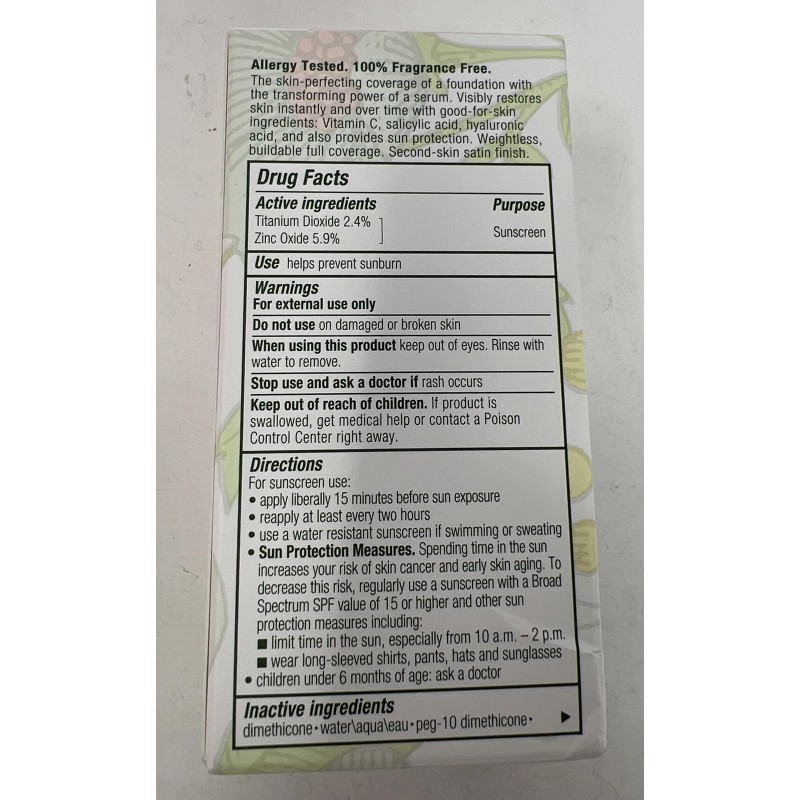 Allergy Tested. 100% Fragrance Free.
The skin-perfecting coverage of a foundation with
the transforming power of a serum. Visibly restores
skin instantly and over time with good-for-skin
ingredients: Vitamin C, salicylic acid, hyaluronic
acid, and also provides sun protection. Weightless,
buildable full coverage. Second-skin satin finish.
Drug Facts
Active ingredients Purpose
Titanium Dioxide 2.4%
Zinc Oxide 5.9% Sunscreen
Use helps prevent sunburn
Warnings
For external use only
Do not use on damaged or broken skin
When using this product keep out of eyes. Rinse with
water to remove.
Stop use and ask a doctor if rash occurs
Keep out of reach of children. If product is
swallowed, get medical help or contact a Poison
Control Center right away.
Directions
For sunscreen use:
• apply liberally 15 minutes before sun exposure
• reapply at least every two hours
• use a water resistant sunscreen if swimming or sweating
• Sun Protection Measures. Spending time in the sun
increases your risk of skin cancer and early skin aging. To
decrease this risk, regularly use a sunscreen with a Broad
Spectrum SPF value of 15 or higher and other sun
protection measures including:
■ limit time in the sun, especially from 10 a.m. – 2 p.m.
■ wear long-sleeved shirts, pants, hats and sunglasses
• children under 6 months of age: ask a doctor
Inactive ingredients
dimethicone • water\aqua\eau • peg-10 dimethicone •